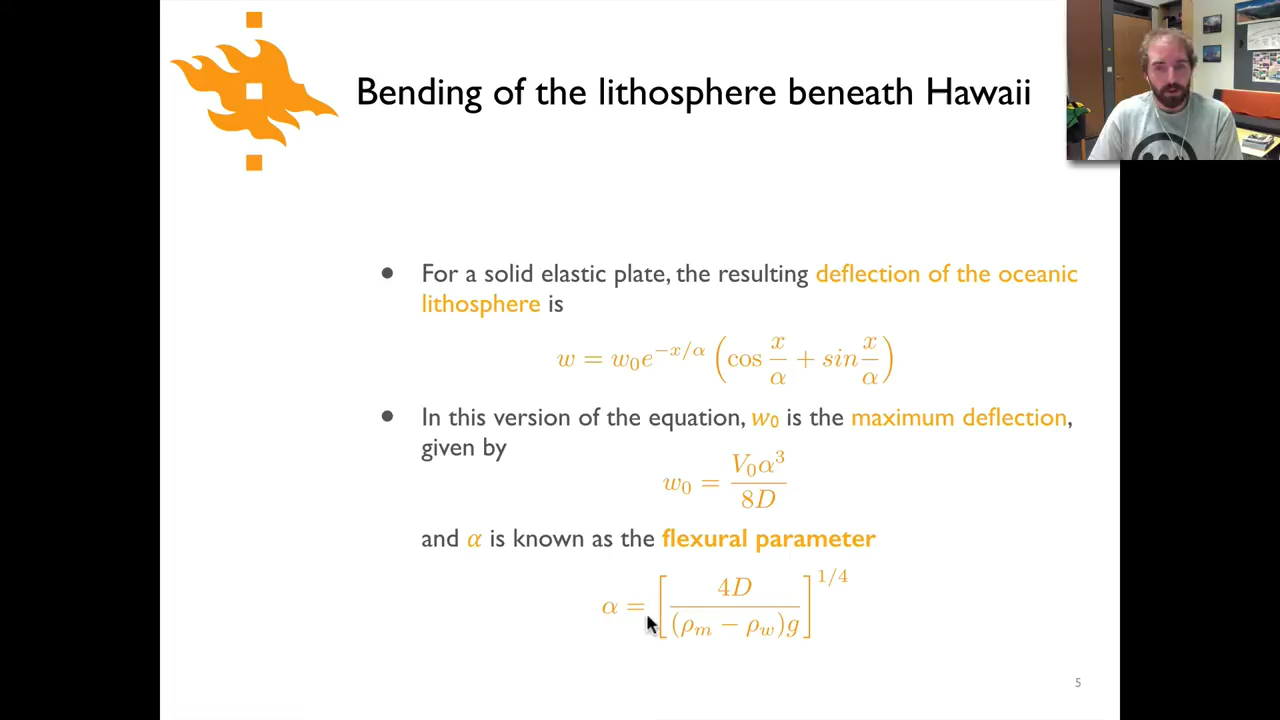 Bending of the lithosphere beneath Hawaii
● For a solid elastic plate, the resulting deflection of the oceanic
lithosphere is
w = w₀e^{−x/α} (cos x/α + sin x/α)
● In this version of the equation, w₀ is the maximum deflection,
given by
w₀ = V₀α³/8D
and α is known as the flexural parameter
α = [4D/(ρₘ − ρ_w)g]^{1/4}
5